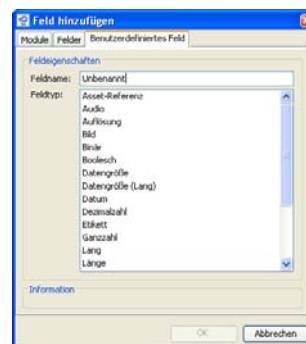 Feld hinzufügen
Module Felder Benutzerdefiniertes Feld
Feldeigenschaften
Feldname: Unbenannt
Feldtyp: Asset-Referenz
Audio
Auflösung
Bild
Binär
Boolesch
Datengröße
Datengröße (Lang)
Datum
Dezimalzahl
Etikett
Ganzzahl
Lang
Länge
Information
OK Abbrechen